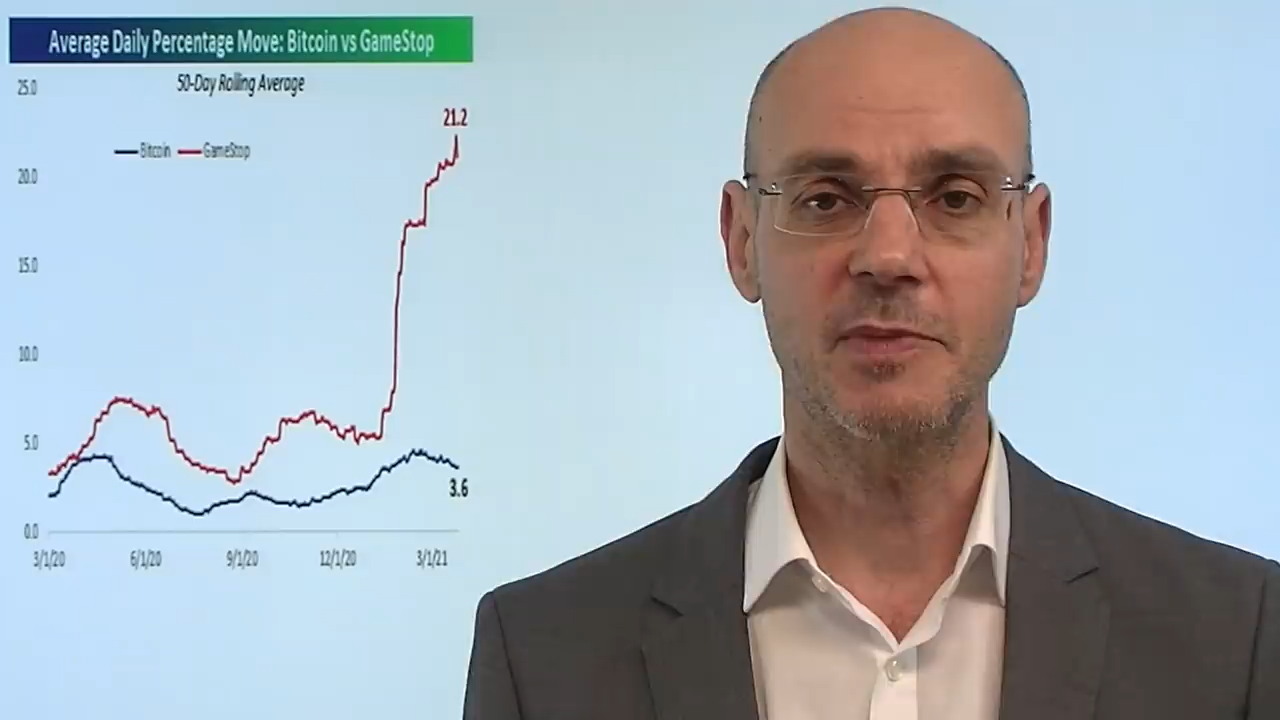 Average Daily Percentage Move: Bitcoin vs GameStop
50-Day Rolling Average
25.0
21.2
Bitcoin GameStop
20.0
15.0
10.0
5.0
3.6
0.0
3/1/20 6/1/20 9/1/20 12/1/20 3/1/21